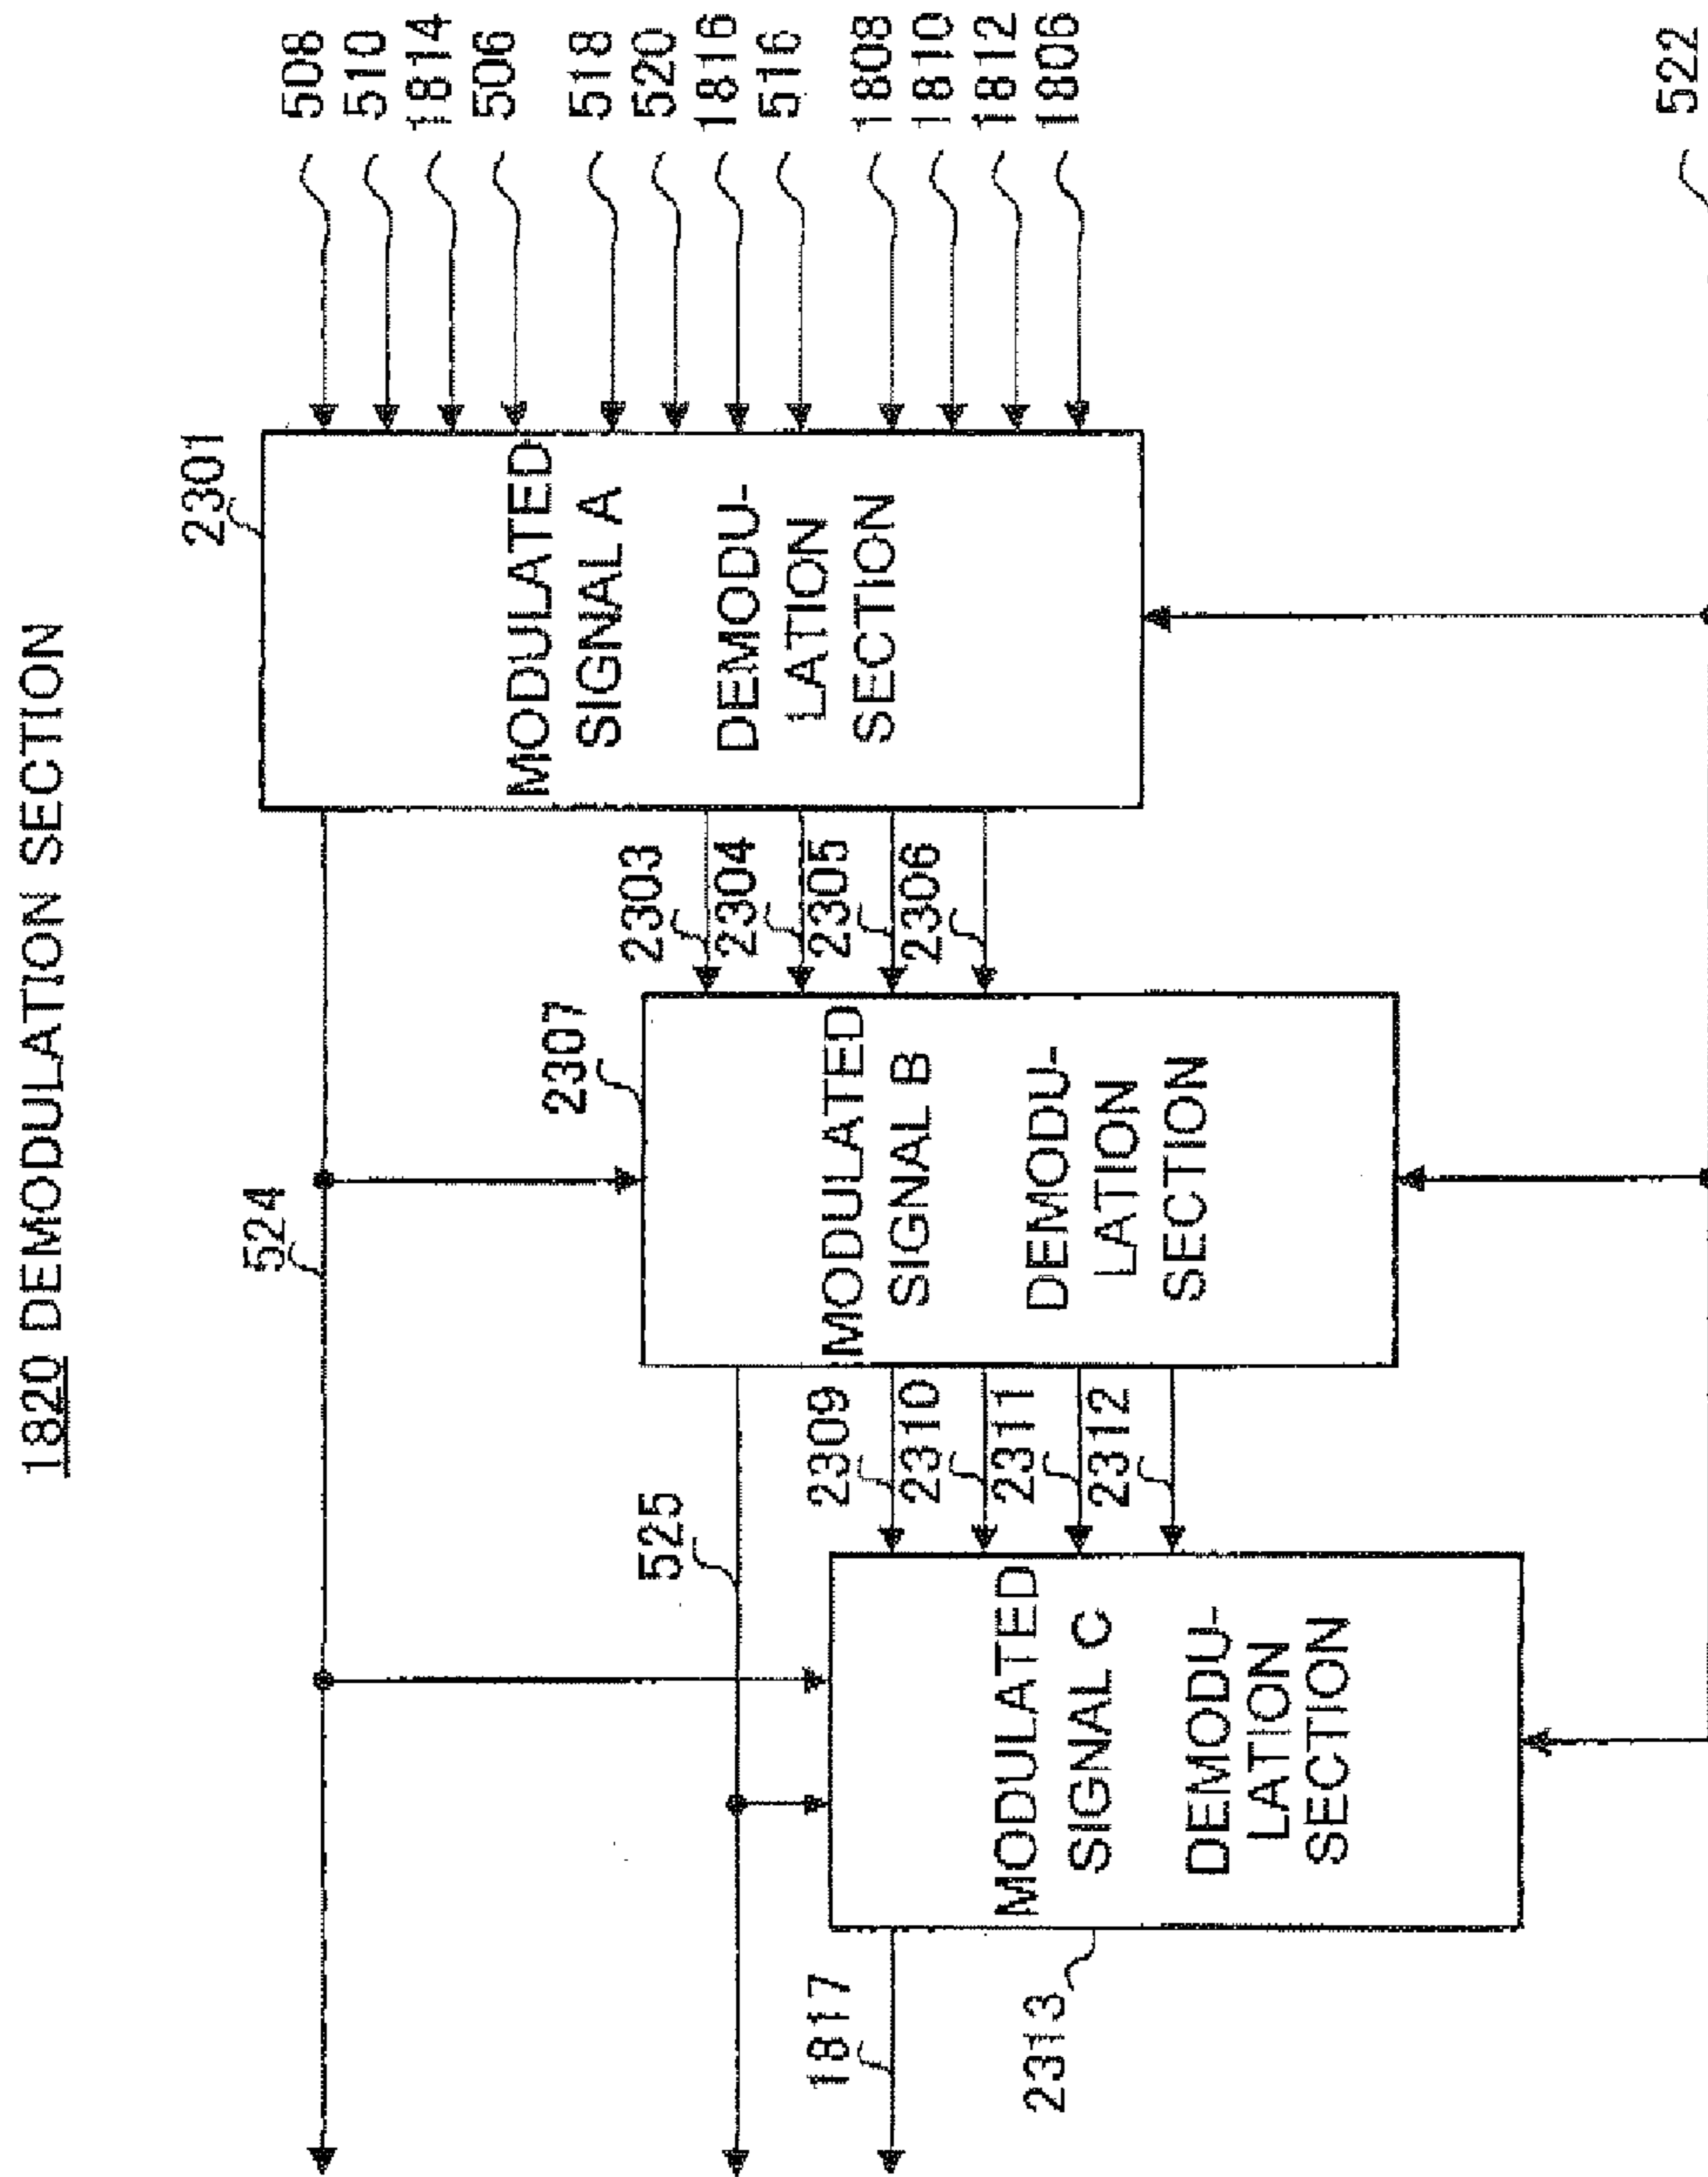 1820 DEMODULATION SECTION
508
510
1814
506
518
520
1816
516
1808
1810
1812
1806
522
2301
MODULATED
SIGNAL A
DEMODU-
LATION
SECTION
2303
2304
2305
2306
524
2307
MODULATED
SIGNAL B
DEMODU-
LATION
SECTION
2309
2310
2311
2312
525
MODULATED
SIGNAL C
DEMODU-
LATION
SECTION
2313
1817